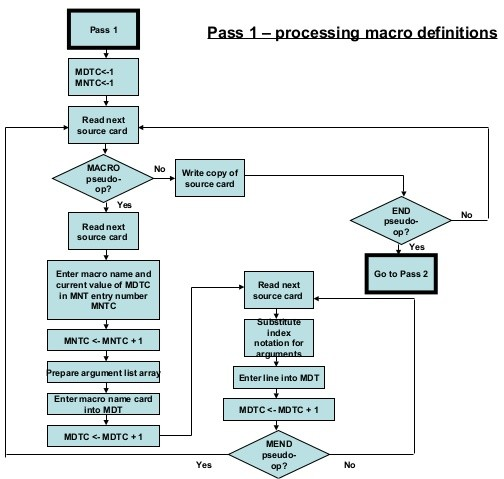 Pass 1 – processing macro definitions
Pass 1
MDTC<-1
MNTC<-1
Read next
source card
MACRO
pseudo-
op?
No
Write copy of
source card
Yes
END
pseudo-
op?
No
Yes
Go to Pass 2
Read next
source card
Enter macro name and
current value of MDTC
in MNT entry number
MNTC
MNTC <- MNTC + 1
Prepare argument list array
Enter macro name card
into MDT
MDTC <- MDTC + 1
Read next
source card
Substitute
index
notation for
arguments
Enter line into MDT
MDTC <- MDTC + 1
MEND
pseudo-
op?
Yes
No